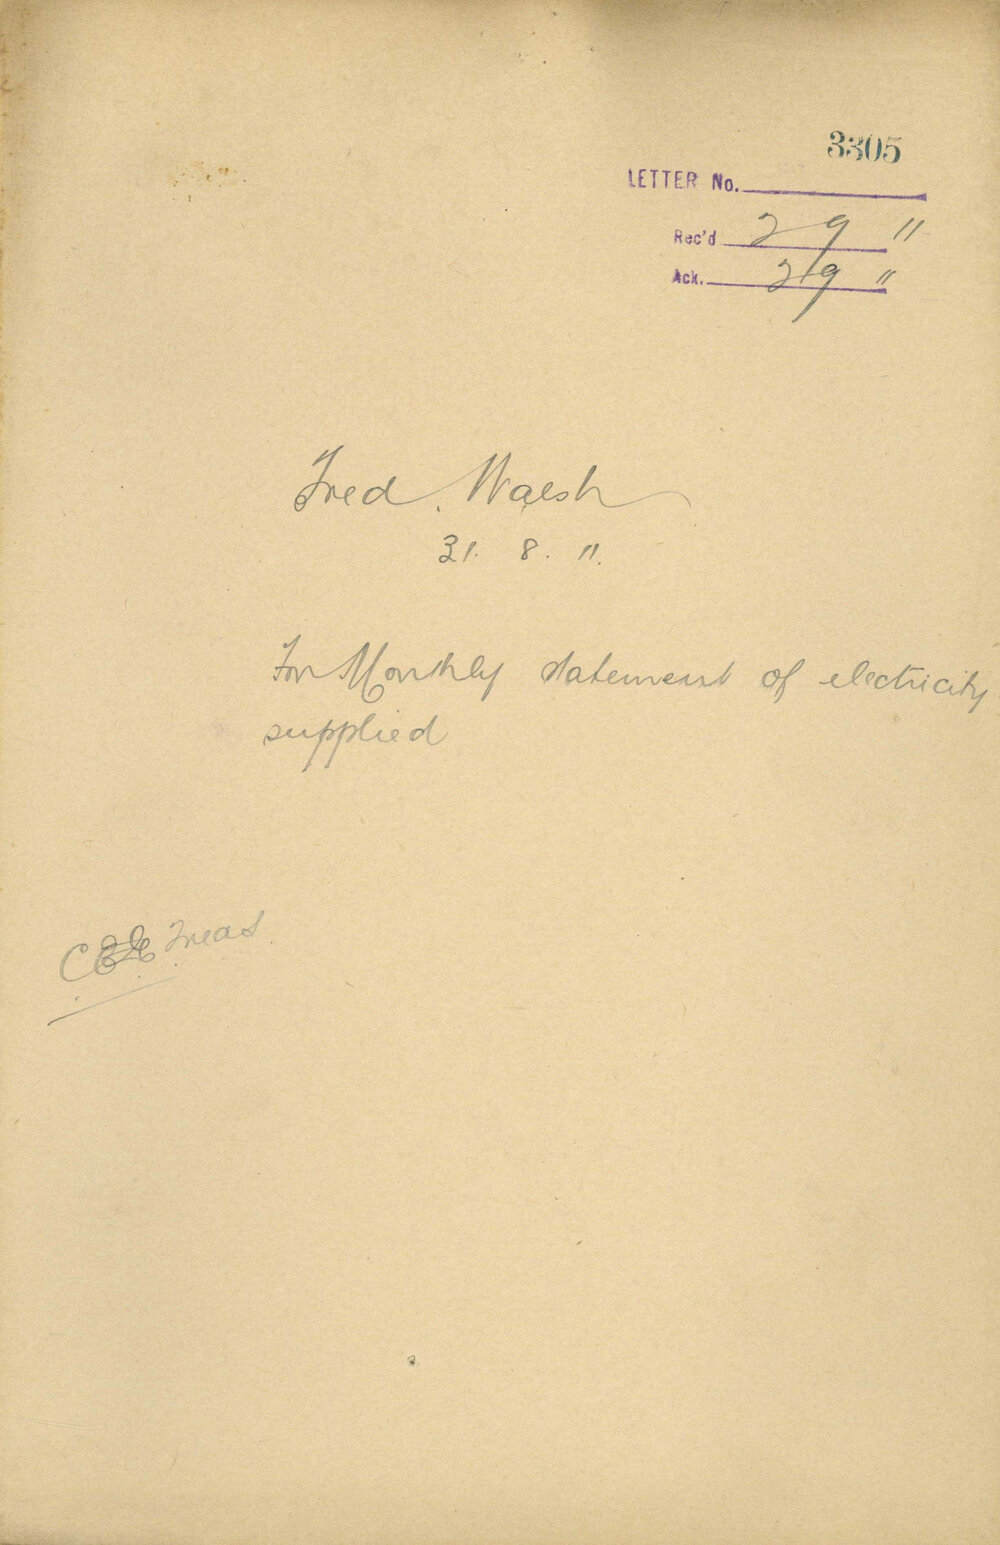 3305
LETTER No.
Rec'd 2 9 11
Ack. 2 9 11
Fred Walsh
31. 8. 11.
For Monthly statement of electricity
supplied
Treas